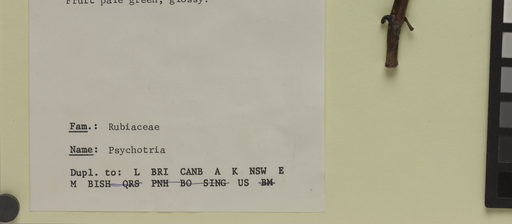 Fruit pale green, glossy.
Fam.: Rubiaceae
Name: Psychotria
Dupl. to: L BRI CANB A K NSW E
M BISH QRS PNH BO SING US BM